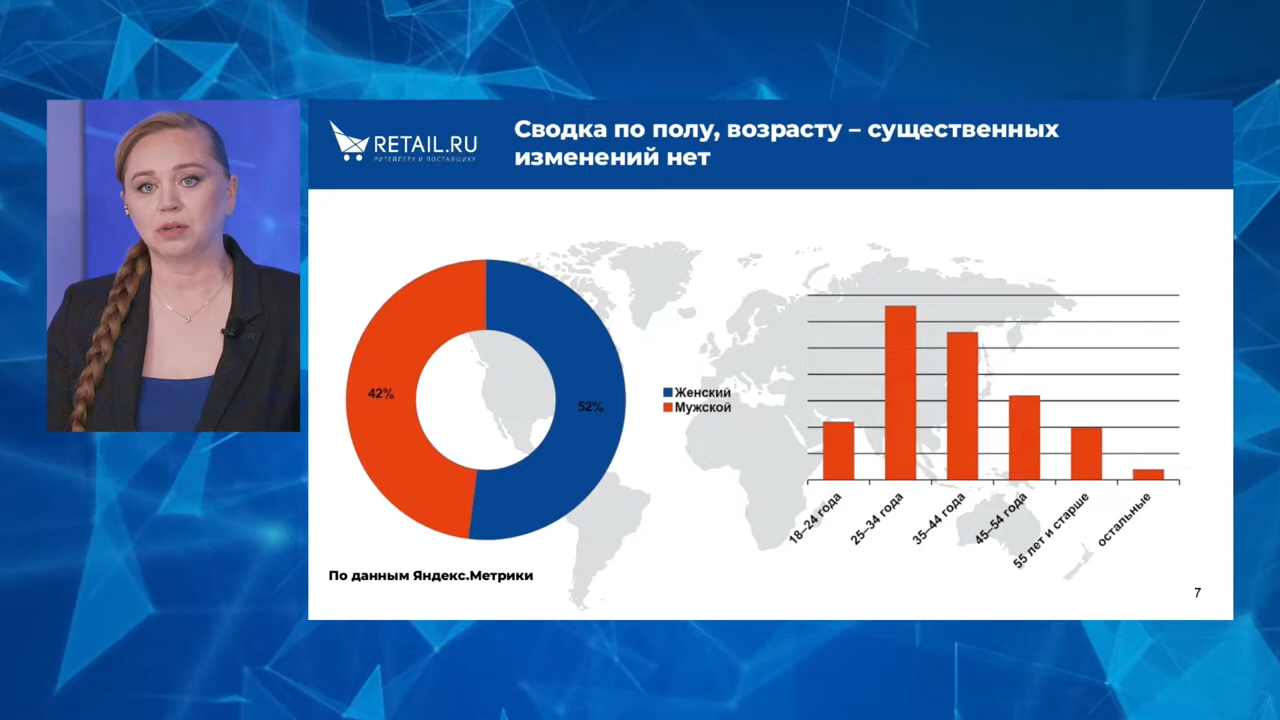 RETAIL.RU
РИТЕЙЛЕРУ И ПОСТАВЩИКУ
Сводка по полу, возрасту – существенных
изменений нет
42%
52%
Женский
Мужской
18–24 года
25–34 года
35–44 года
45–54 года
55 лет и старше
остальные
По данным Яндекс.Метрики
7